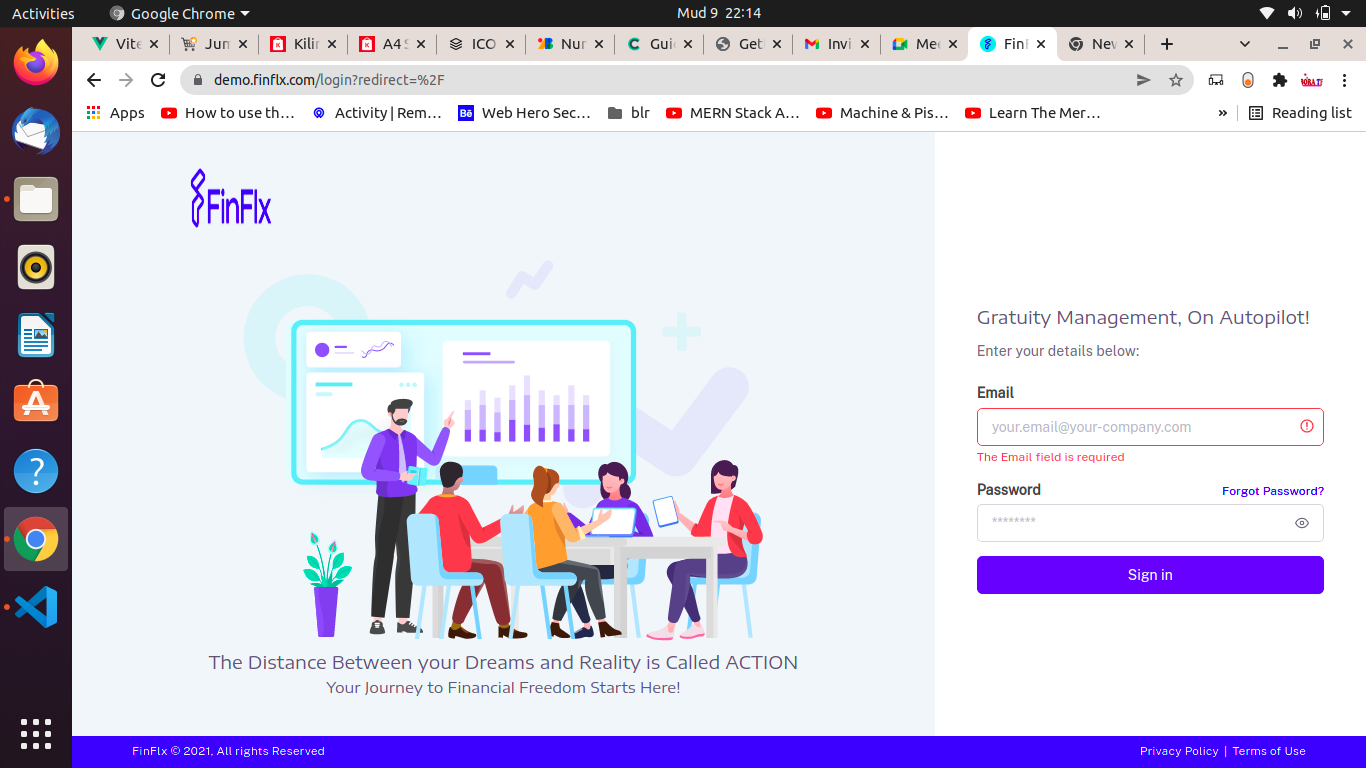 Activities Google Chrome Mud 9 22:14
Vite Jum Kilin A4 S ICO Nur Guid Get Invi Mee FinF New
demo.finflx.com/login?redirect=%2F
Apps How to use th… Activity | Rem… Web Hero Sec… blr MERN Stack A… Machine & Pis… Learn The Mer… » Reading list
FinFlx
Gratuity Management, On Autopilot!
Enter your details below:
Email
your.email@your-company.com
The Email field is required
Password Forgot Password?
********
Sign in
The Distance Between your Dreams and Reality is Called ACTION
Your Journey to Financial Freedom Starts Here!
FinFlx © 2021, All rights Reserved Privacy Policy | Terms of Use